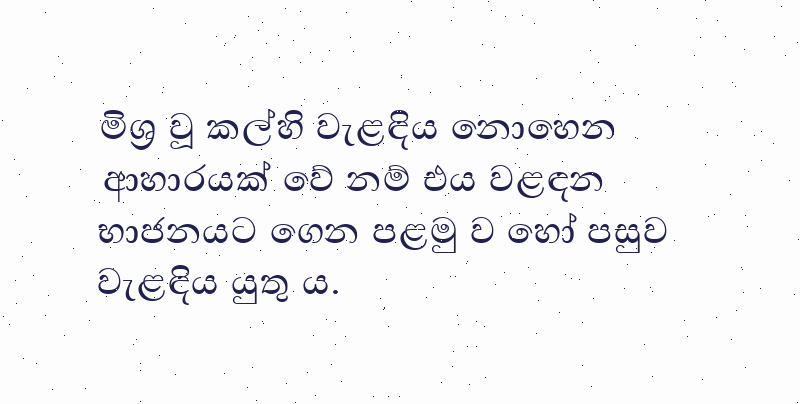 මිශ්‍ර වූ කල්හි වැළඳිය නොහෙන
ආහාරයක් වේ නම් එය වළඳන
භාජනයට ගෙන පළමු ව හෝ පසුව
වැළඳිය යුතු ය.